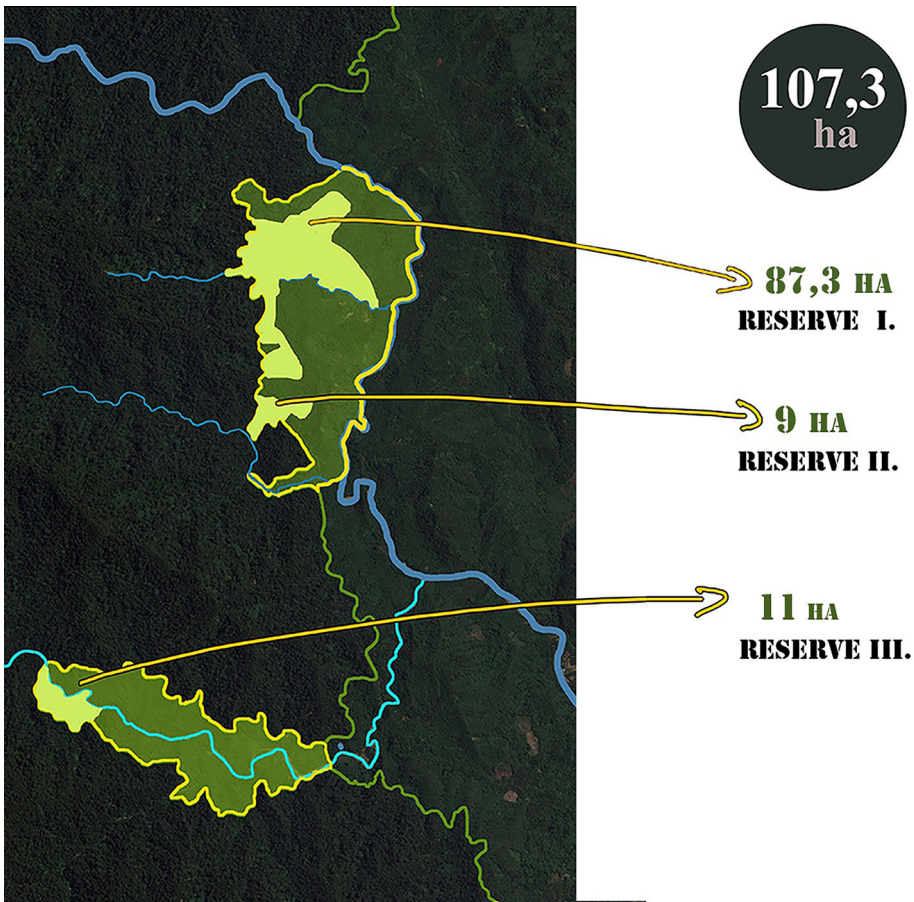 107,3
ha
87,3 HA
RESERVE I.
9 HA
RESERVE II.
11 HA
RESERVE III.